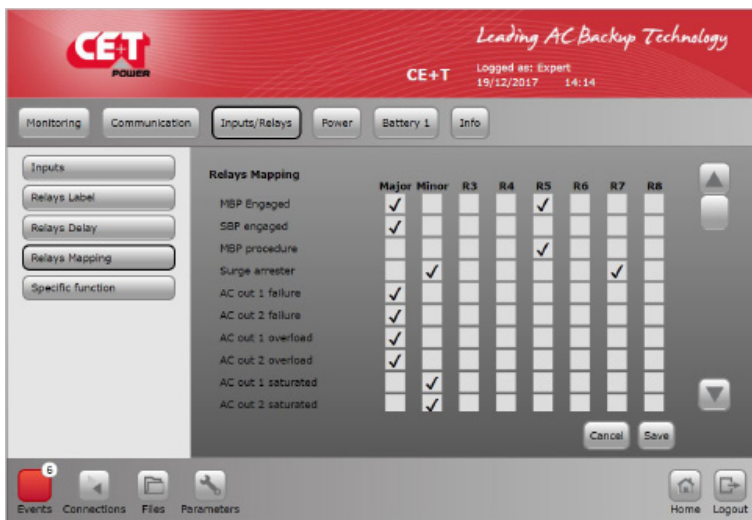 CE+T
POWER
Leading AC Backup Technology
CE+T
Logged as: Expert
19/12/2017 14:14
Monitoring Communication Inputs/Relays Power Battery 1 Info
Inputs
Relays Label
Relays Delay
Relays Mapping
Specific function
Relays Mapping
Major Minor R3 R4 R5 R6 R7 R8
MBP Engaged
SBP engaged
MBP procedure
Surge arrester
AC out 1 failure
AC out 2 failure
AC out 1 overload
AC out 2 overload
AC out 1 saturated
AC out 2 saturated
Cancel Save
6
Events Connections Files Parameters Home Logout